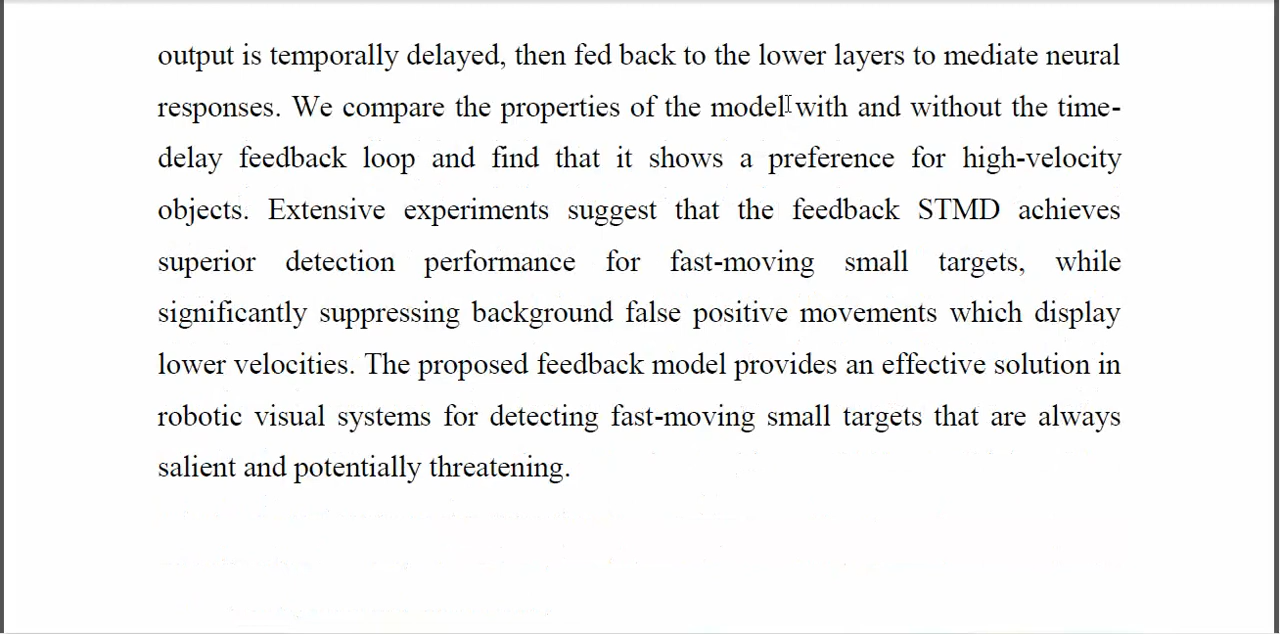 output is temporally delayed, then fed back to the lower layers to mediate neural
responses. We compare the properties of the model with and without the time-
delay feedback loop and find that it shows a preference for high-velocity
objects. Extensive experiments suggest that the feedback STMD achieves
superior detection performance for fast-moving small targets, while
significantly suppressing background false positive movements which display
lower velocities. The proposed feedback model provides an effective solution in
robotic visual systems for detecting fast-moving small targets that are always
salient and potentially threatening.